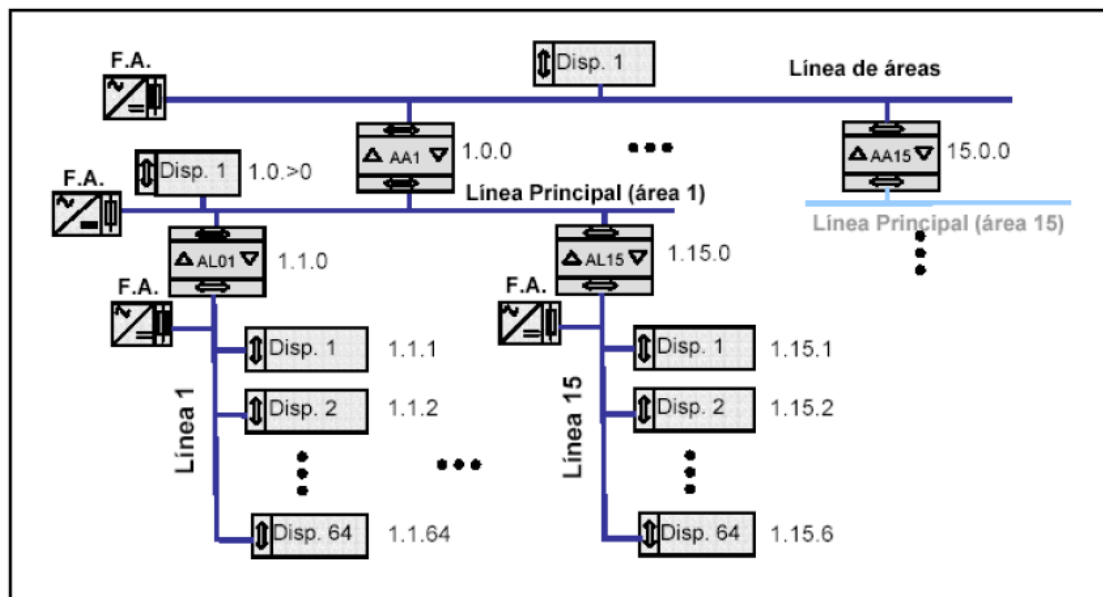 F.A.
Disp. 1
Línea de áreas
AA1
1.0.0
AA15
15.0.0
Disp. 1
1.0.>0
F.A.
Línea Principal (área 1)
Línea Principal (área 15)
AL01
1.1.0
AL15
1.15.0
F.A.
F.A.
Línea 1
Disp. 1
1.1.1
Disp. 2
1.1.2
Disp. 64
1.1.64
Línea 15
Disp. 1
1.15.1
Disp. 2
1.15.2
Disp. 64
1.15.6